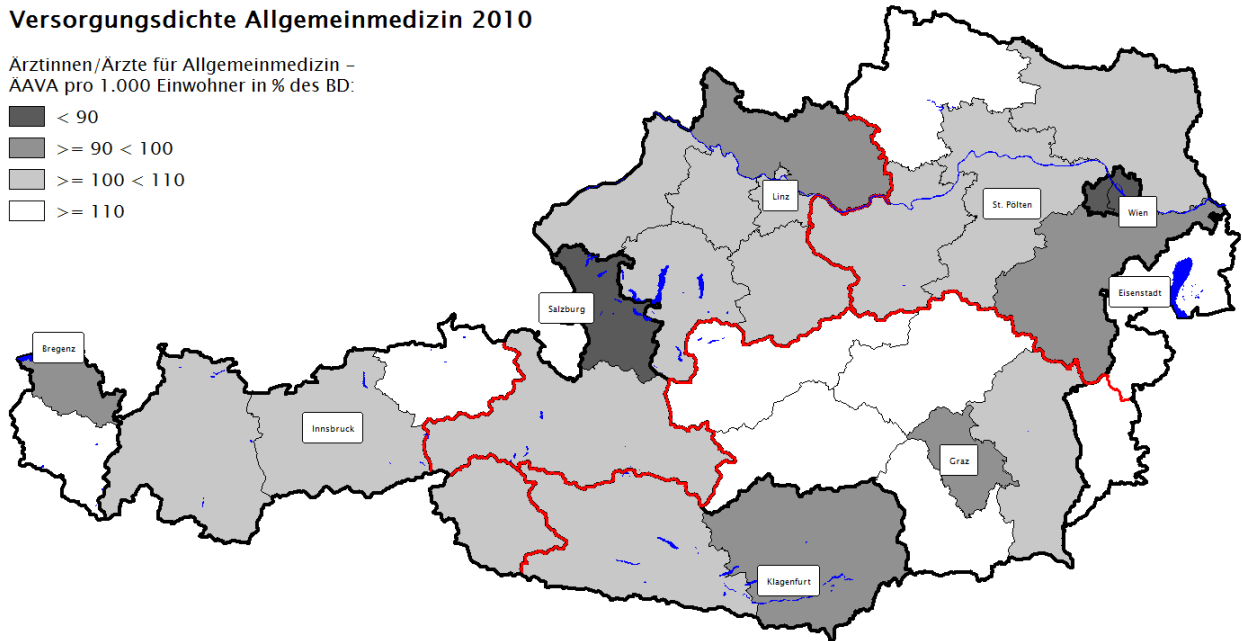 Versorgungsdichte Allgemeinmedizin 2010
Ärztinnen/Ärzte für Allgemeinmedizin –
ÄAVA pro 1.000 Einwohner in % des BD:
< 90
>= 90 < 100
>= 100 < 110
>= 110
Linz
St. Pölten
Wien
Eisenstadt
Salzburg
Bregenz
Innsbruck
Graz
Klagenfurt